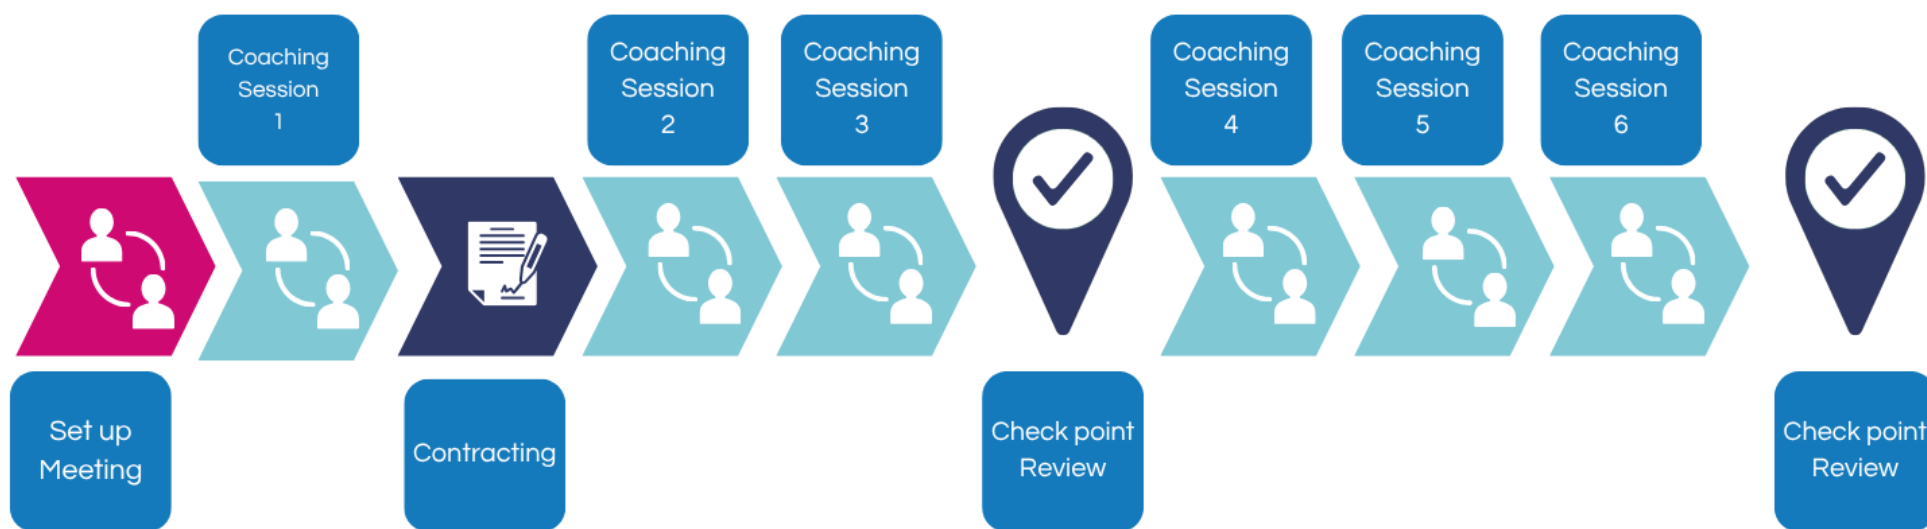 Coaching
Session
1
Coaching
Session
2
Coaching
Session
3
Coaching
Session
4
Coaching
Session
5
Coaching
Session
6
Set up
Meeting
Contracting
Check point
Review
Check point
Review